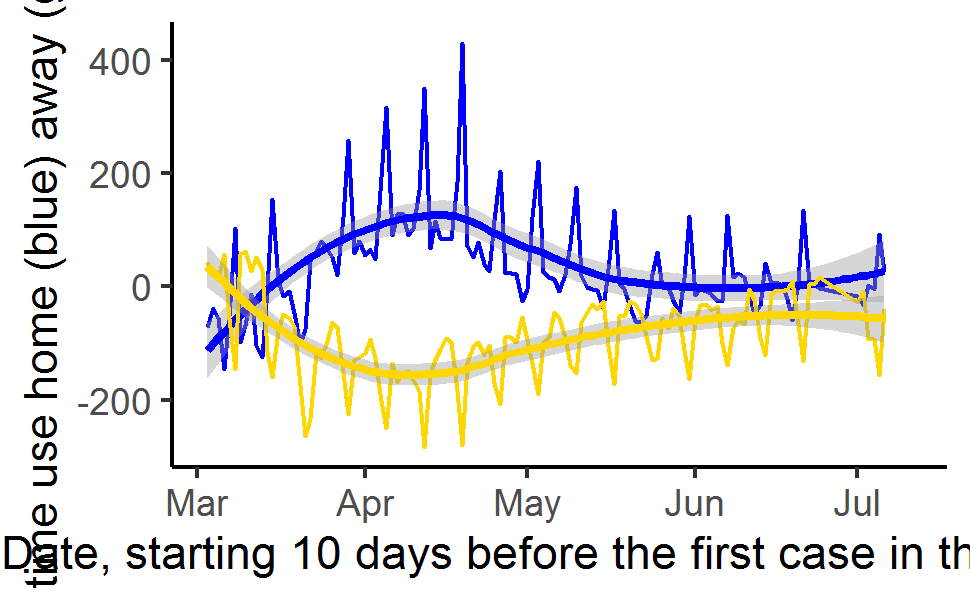 time use home (blue) away (
400
200
0
-200
Mar Apr May Jun Jul
Date, starting 10 days before the first case in th